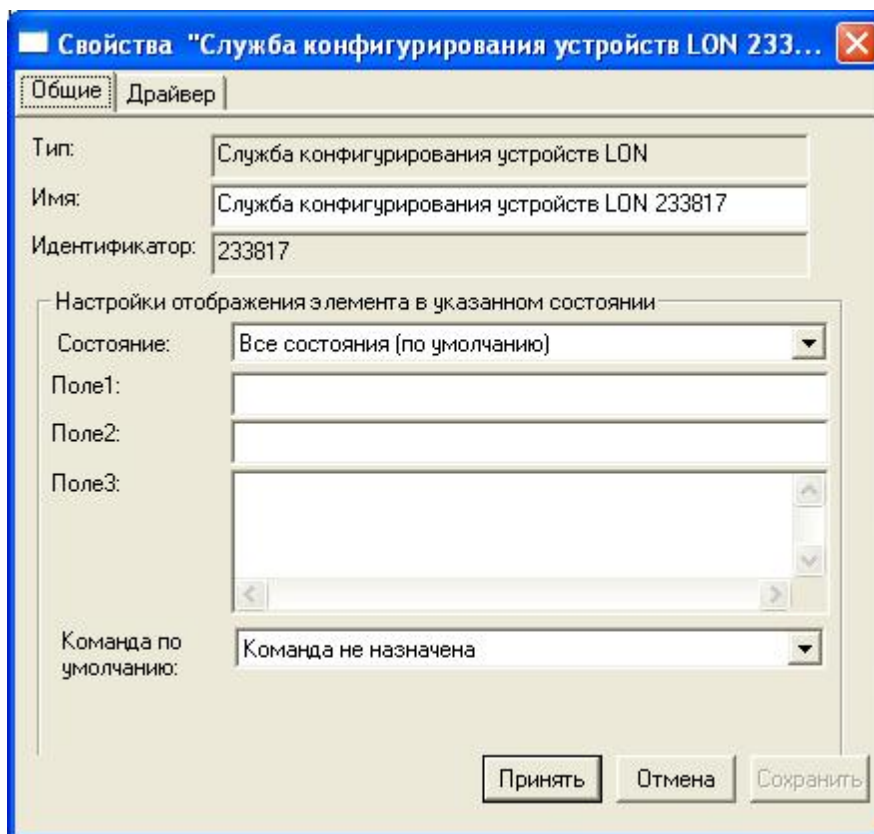 Свойства "Служба конфигурирования устройств LON 233...
Общие Драйвер
Тип: Служба конфигурирования устройств LON
Имя: Служба конфигурирования устройств LON 233817
Идентификатор: 233817
Настройки отображения элемента в указанном состоянии
Состояние: Все состояния (по умолчанию)
Поле1:
Поле2:
Поле3:
Команда по
умолчанию: Команда не назначена
Принять Отмена Сохранить